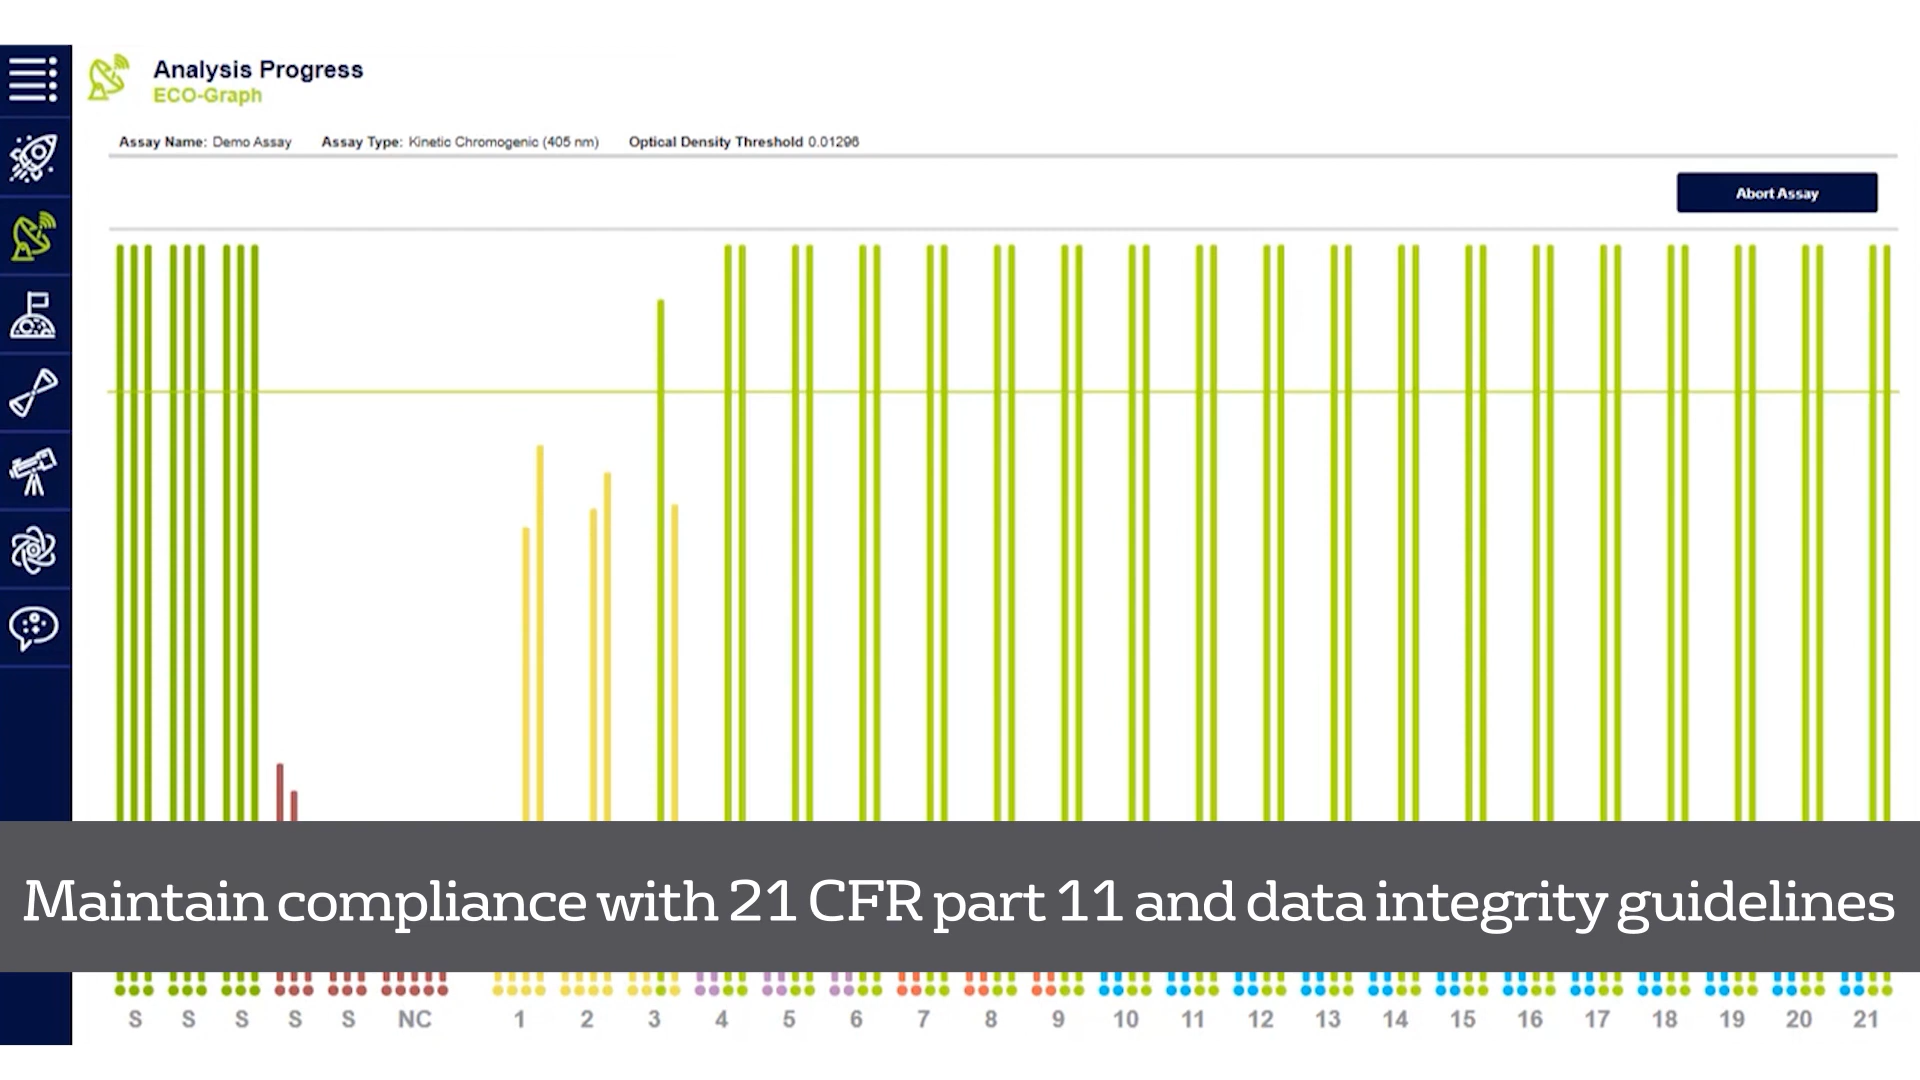 Analysis Progress
ECO-Graph
Assay Name: Demo Assay Assay Type: Kinetic Chromogenic (405 nm) Optical Density Threshold 0.01296
Abort Assay
Maintain compliance with 21 CFR part 11 and data integrity guidelines
S S S S S NC 1 2 3 4 5 6 7 8 9 10 11 12 13 14 15 16 17 18 19 20 21